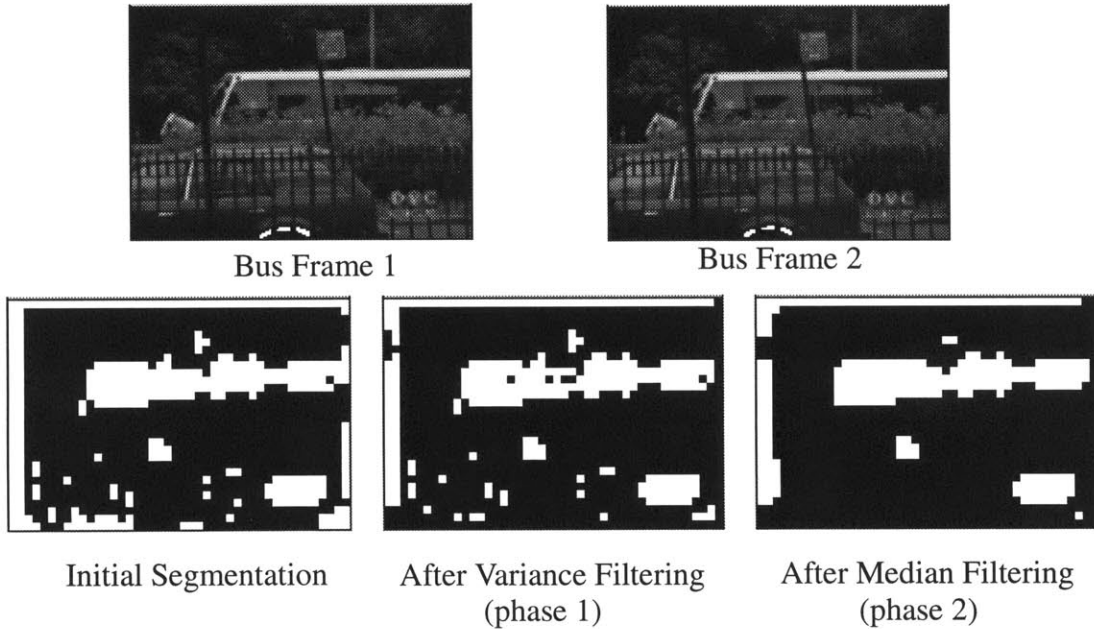 Bus Frame 1
Bus Frame 2
Initial Segmentation
After Variance Filtering
(phase 1)
After Median Filtering
(phase 2)